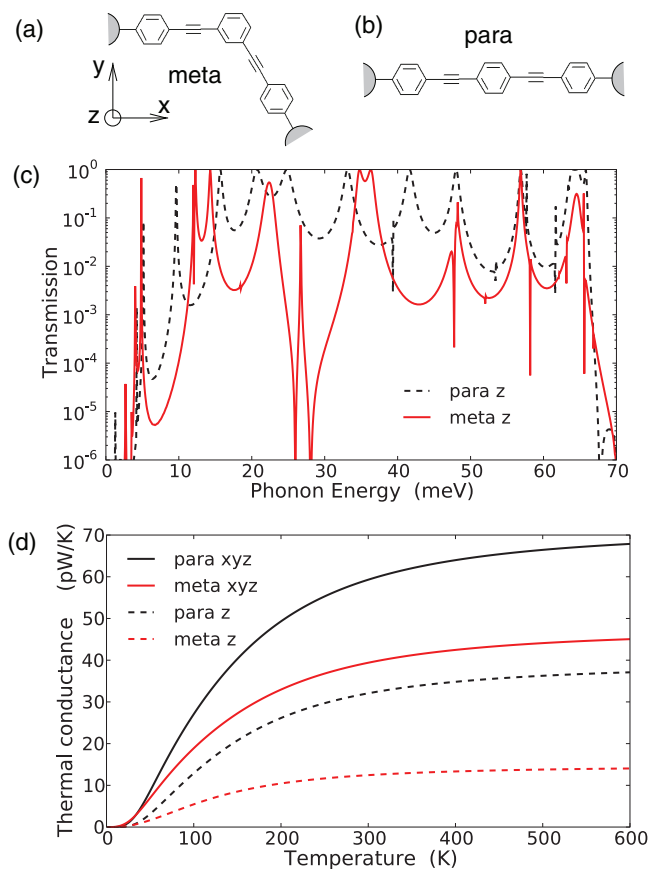 (a)
(b)
meta
para
y
z
x
(c)
10^0
10^-1
10^-2
10^-3
10^-4
10^-5
10^-6
Transmission
para z
meta z
0 10 20 30 40 50 60 70
Phonon Energy (meV)
(d)
70
60
50
40
30
20
10
0
Thermal conductance (pW/K)
para xyz
meta xyz
para z
meta z
0 100 200 300 400 500 600
Temperature (K)